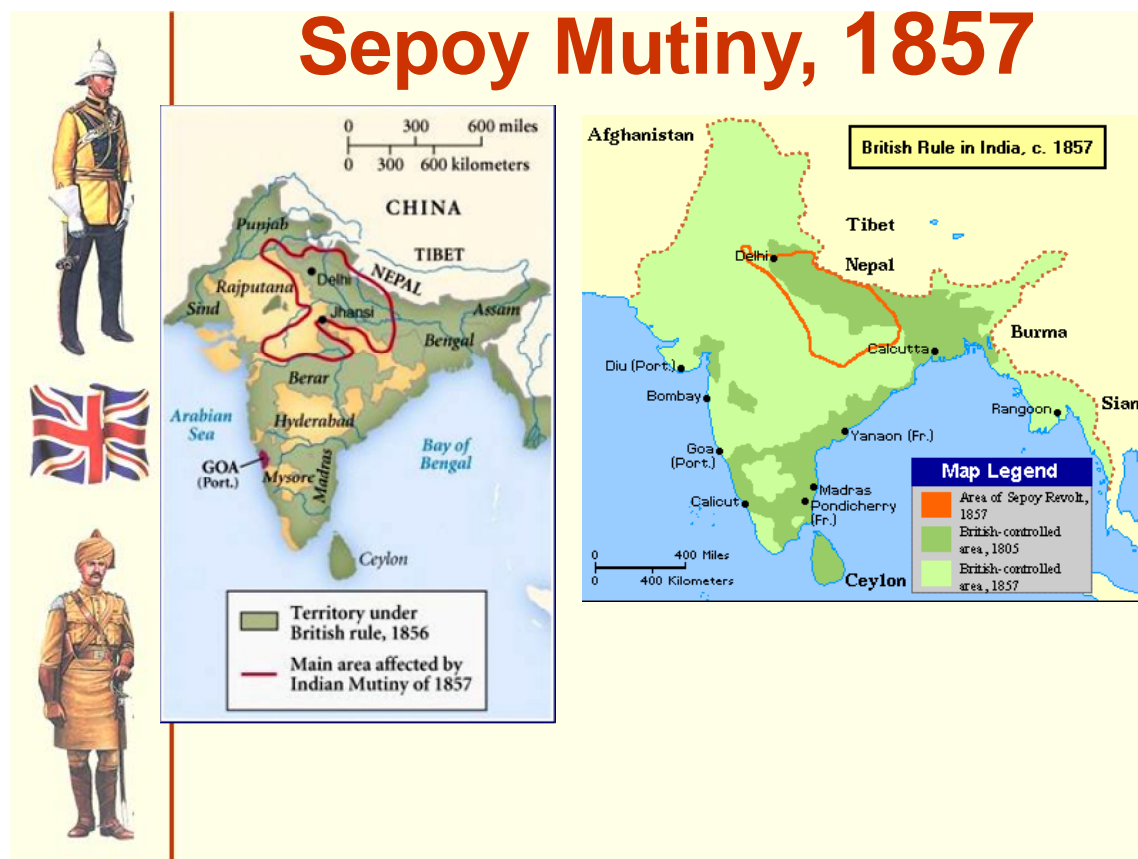 Sepoy Mutiny, 1857
0 300 600 miles
0 300 600 kilometers
CHINA
Punjab
TIBET
Delhi
NEPAL
Rajputana
Sind
Jhansi
Assam
Bengal
Berar
Arabian
Sea
Hyderabad
Bay of
Bengal
GOA
(Port.)
Mysore
Madras
Ceylon
Territory under
British rule, 1856
Main area affected by
Indian Mutiny of 1857
Afghanistan
British Rule in India, c. 1857
Tibet
Delhi
Nepal
Burma
Calcutta
Diu (Port.)
Bombay
Rangoon
Sian
Yanaon (Fr.)
Goa
(Port.)
Map Legend
Madras
Calicut
Pondicherry
(Fr.)
Area of Sepoy Revolt,
1857
British-controlled
area, 1805
British-controlled
area, 1857
0 400 Miles
0 400 Kilometers
Ceylon